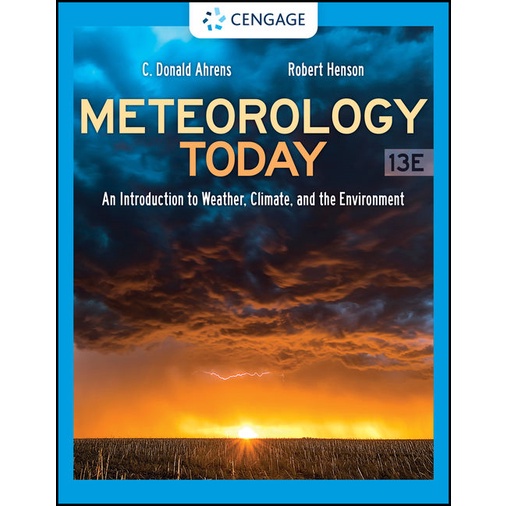 CENGAGE
C. Donald Ahrens Robert Henson
METEOROLOGY
TODAY 13E
An Introduction to Weather, Climate, and the Environment